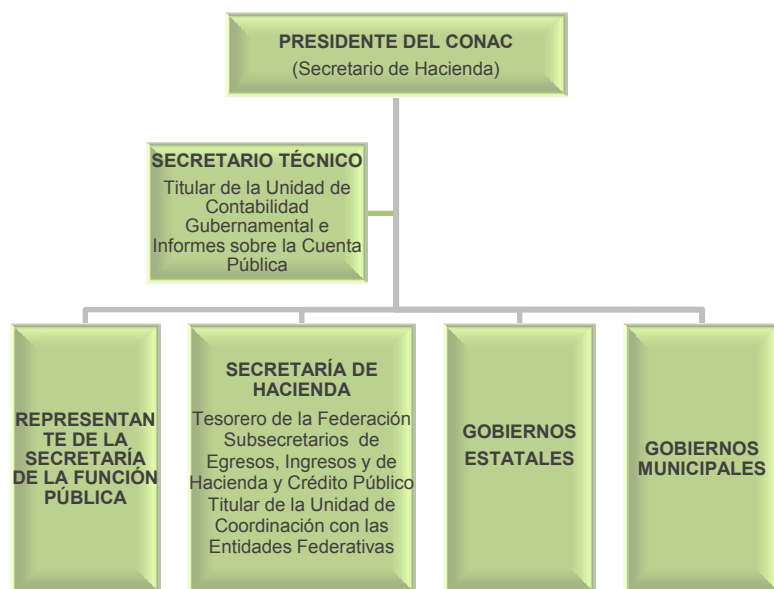 PRESIDENTE DEL CONAC
(Secretario de Hacienda)
SECRETARIO TÉCNICO
Titular de la Unidad de
Contabilidad
Gubernamental e
Informes sobre la Cuenta
Pública
REPRESENTAN
TE DE LA
SECRETARÍA
DE LA FUNCIÓN
PÚBLICA
SECRETARÍA DE
HACIENDA
Tesorero de la Federación
Subsecretarios de
Egresos, Ingresos y de
Hacienda y Crédito Público
Titular de la Unidad de
Coordinación con las
Entidades Federativas
GOBIERNOS
ESTATALES
GOBIERNOS
MUNICIPALES